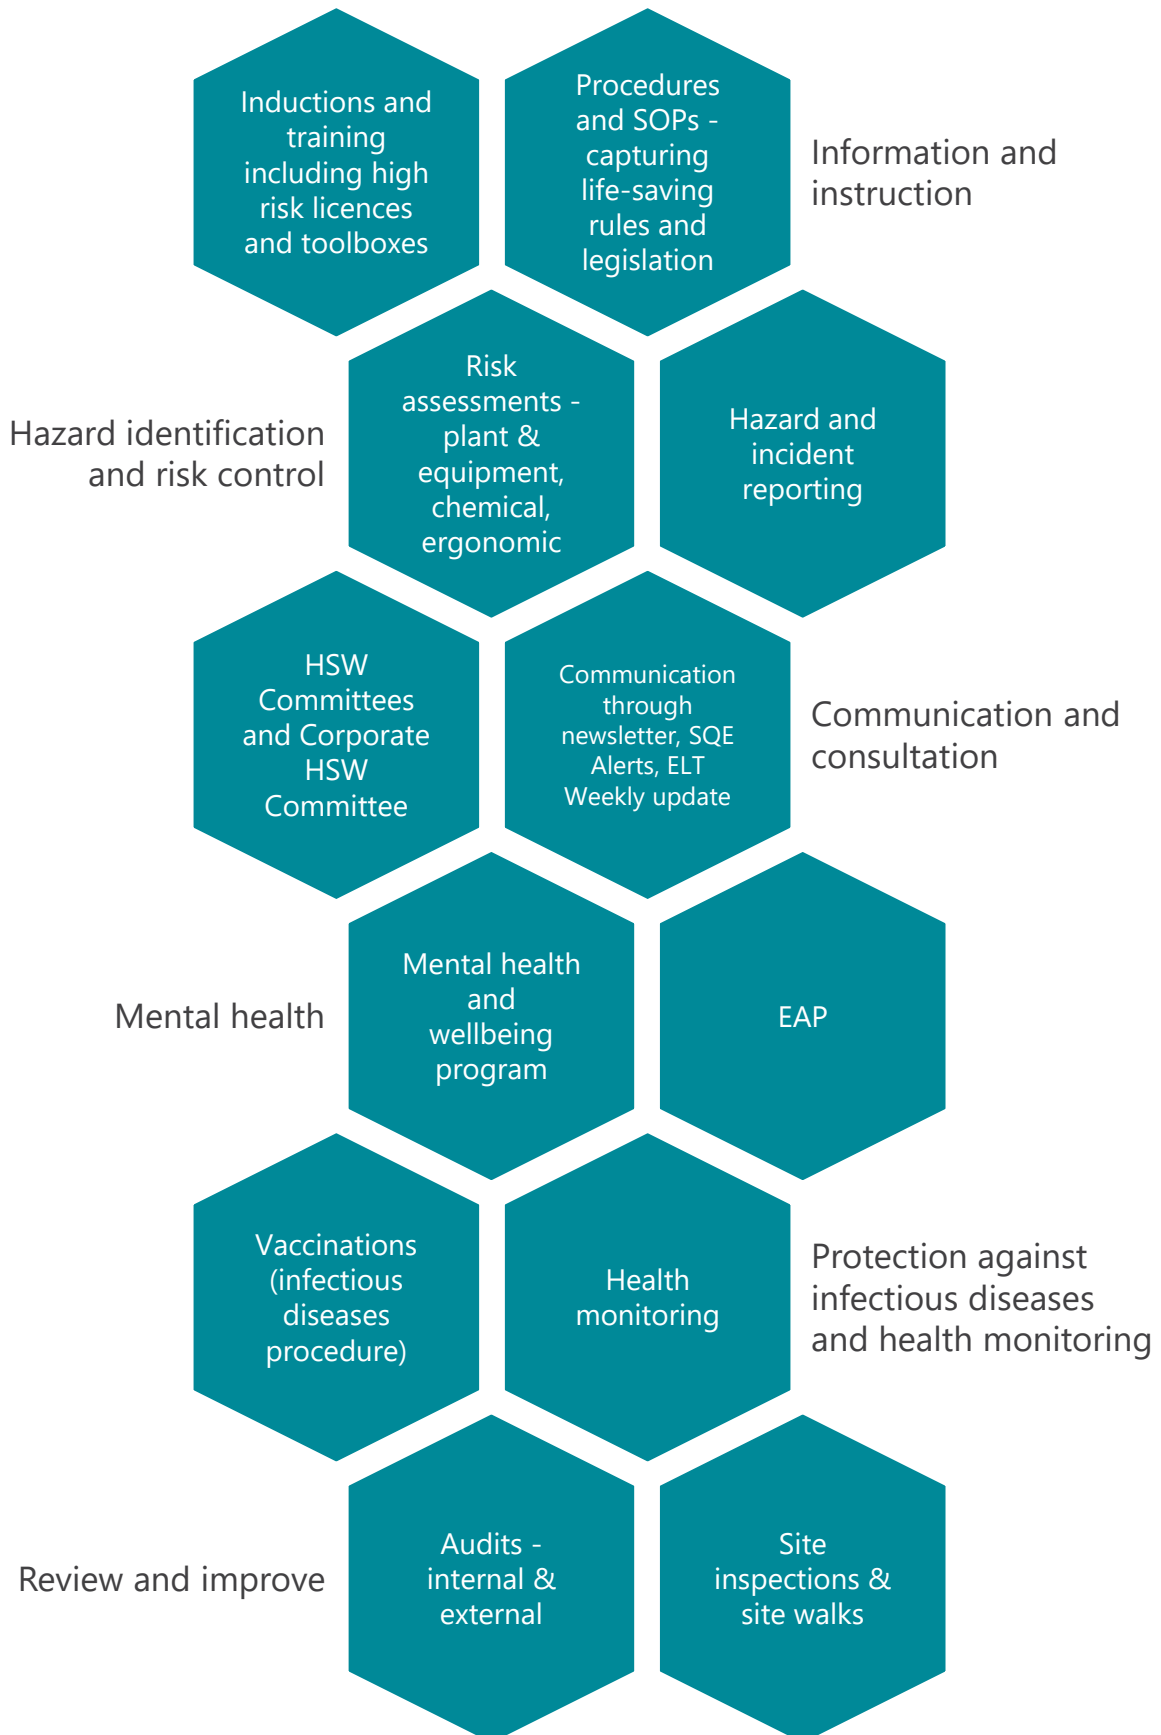 Inductions and
training
including high
risk licences
and toolboxes
Procedures
and SOPs -
capturing
life-saving
rules and
legislation
Information and
instruction
Hazard identification
and risk control
Risk
assessments -
plant &
equipment,
chemical,
ergonomic
Hazard and
incident
reporting
HSW
Committees
and Corporate
HSW
Committee
Communication
through
newsletter, SQE
Alerts, ELT
Weekly update
Communication and
consultation
Mental health
Mental health
and
wellbeing
program
EAP
Vaccinations
(infectious
diseases
procedure)
Health
monitoring
Protection against
infectious diseases
and health monitoring
Review and improve
Audits -
internal &
external
Site
inspections &
site walks